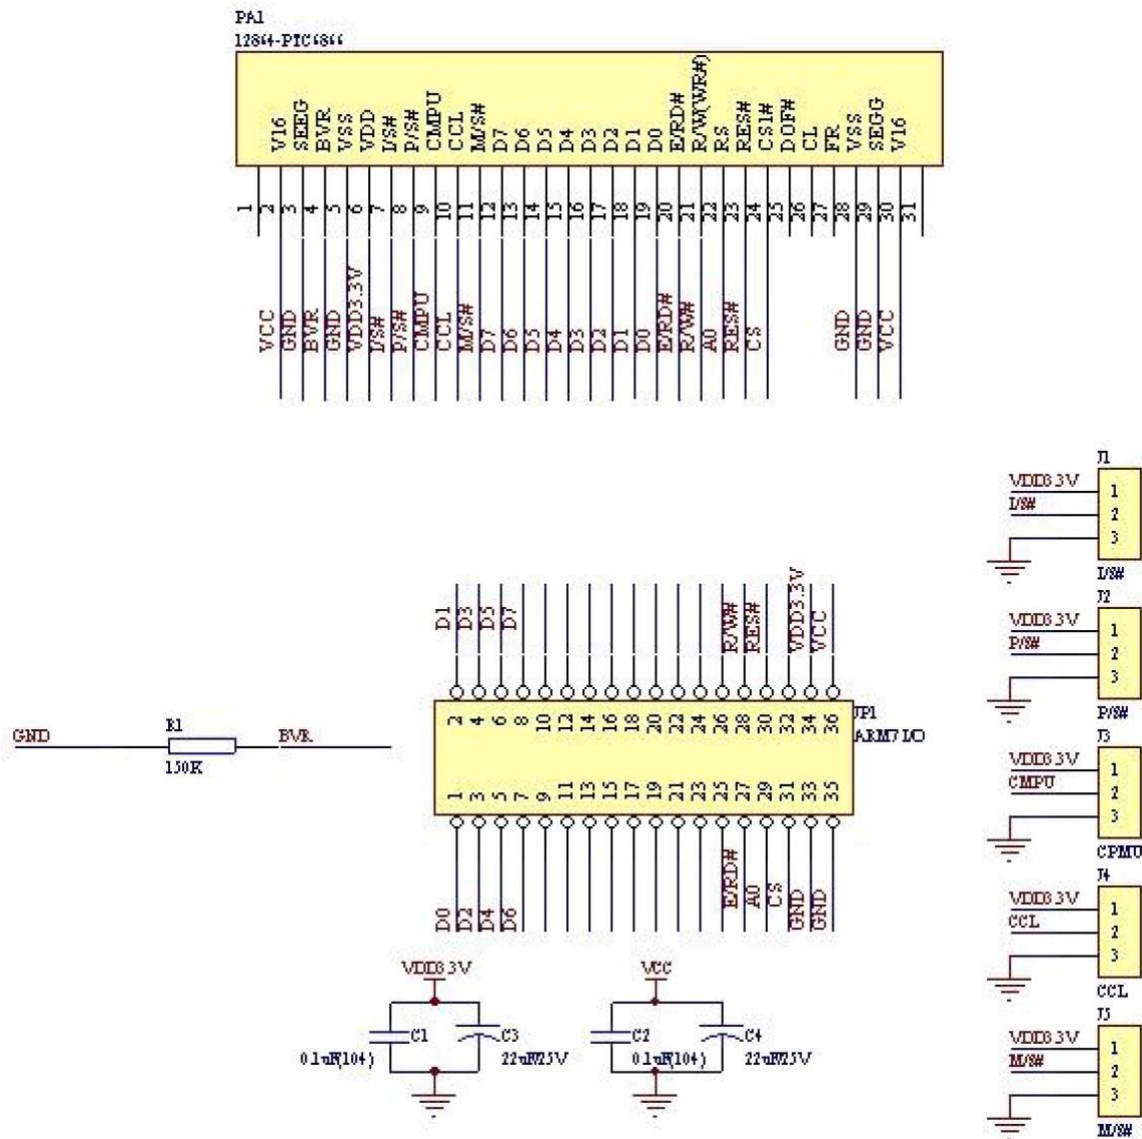 PA1
12864-PTC6866
V16 SEEG BVR VSS VDD I/S# P/S# CMPU CCL M/S# D7 D6 D5 D4 D3 D2 D1 D0 E/RD# R/W(WR#) RS RES# CS1# DOF# CL FR VSS SEGG V16
1 2 3 4 5 6 7 8 9 10 11 12 13 14 15 16 17 18 19 20 21 22 23 24 25 26 27 28 29 30 31
VCC GND BVR GND VDD3.3V I/S# P/S# CMPU CCL M/S# D7 D6 D5 D4 D3 D2 D1 D0 E/RD# R/W# A0 RES# CS GND GND VCC
J1
VDD3.3V 1
I/S# 2
3
I/S#
J2
VDD3.3V 1
P/S# 2
3
P/S#
J3
VDD3.3V 1
CMPU 2
3
CPMU
J4
VDD3.3V 1
CCL 2
3
CCL
J5
VDD3.3V 1
M/S# 2
3
M/S#
D1 D3 D5 D7 R/W# RES# VDD3.3V VCC
2 4 6 8 10 12 14 16 18 20 22 24 26 28 30 32 34 36
JP1
ARM7 I/O
1 3 5 7 9 11 13 15 17 19 21 23 25 27 29 31 33 35
D0 D2 D4 D6 E/RD# A0 CS GND GND
GND R1 BVR
150K
VDD3.3V
C1 C3
0.1uF(104) 22uF/25V
VCC
C2 C4
0.1uF(104) 22uF/25V